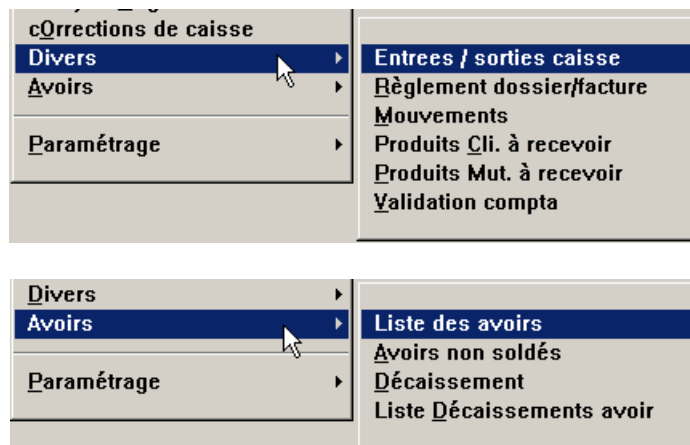 cOrrections de caisse
Divers
Avoirs
Paramétrage
Entrees / sorties caisse
Règlement dossier/facture
Mouvements
Produits Cli. à recevoir
Produits Mut. à recevoir
Validation compta
Divers
Avoirs
Paramétrage
Liste des avoirs
Avoirs non soldés
Décaissement
Liste Décaissements avoir